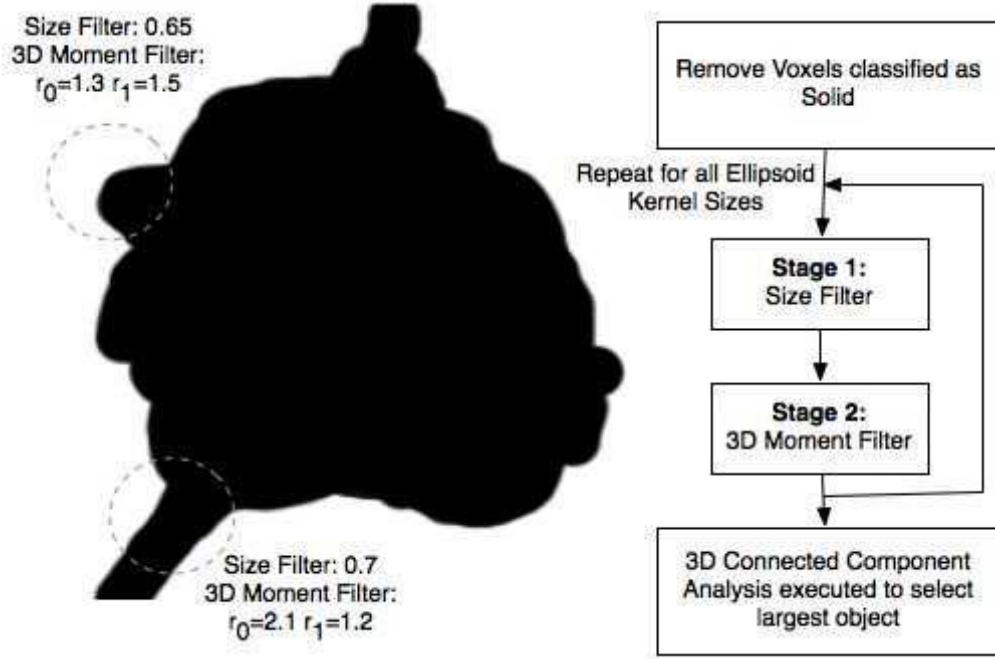 Size Filter: 0.65
3D Moment Filter:
r0=1.3 r1=1.5
Size Filter: 0.7
3D Moment Filter:
r0=2.1 r1=1.2
Remove Voxels classified as
Solid
Repeat for all Ellipsoid
Kernel Sizes
Stage 1:
Size Filter
Stage 2:
3D Moment Filter
3D Connected Component
Analysis executed to select
largest object